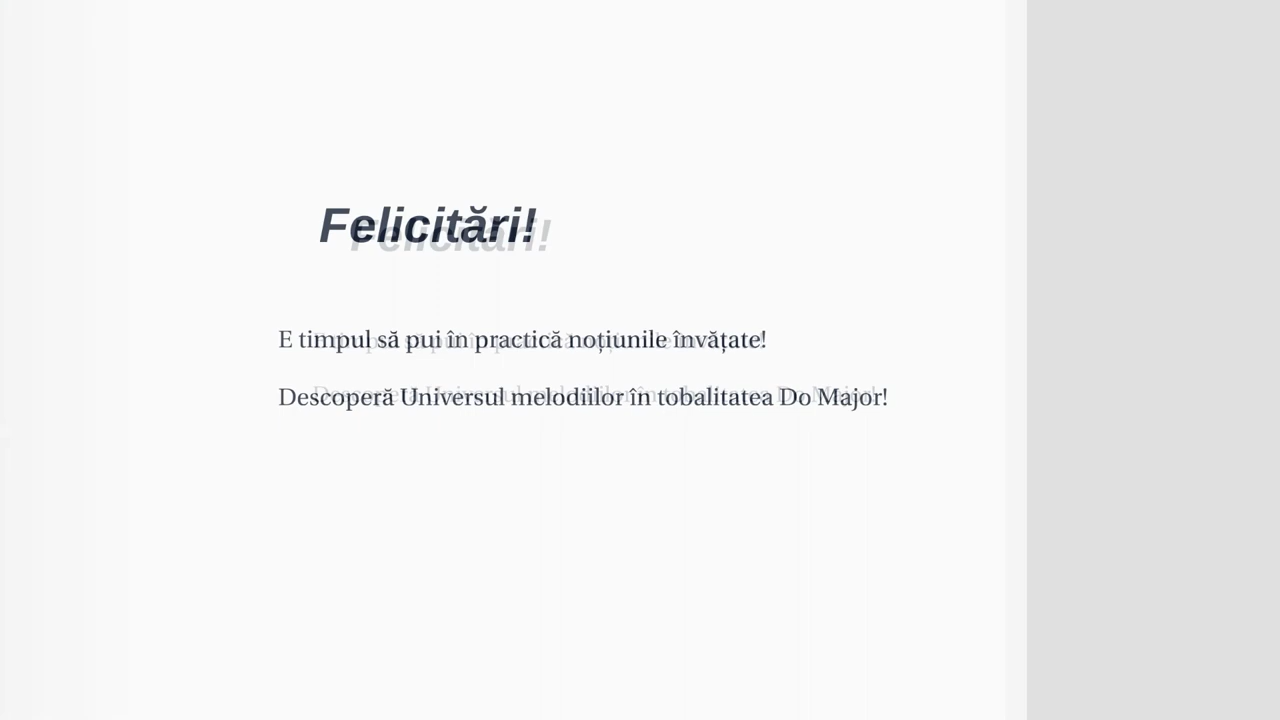 Felicitări!
E timpul să pui în practică noțiunile învățate!
Descoperă Universul melodiilor în tobalitatea Do Major!